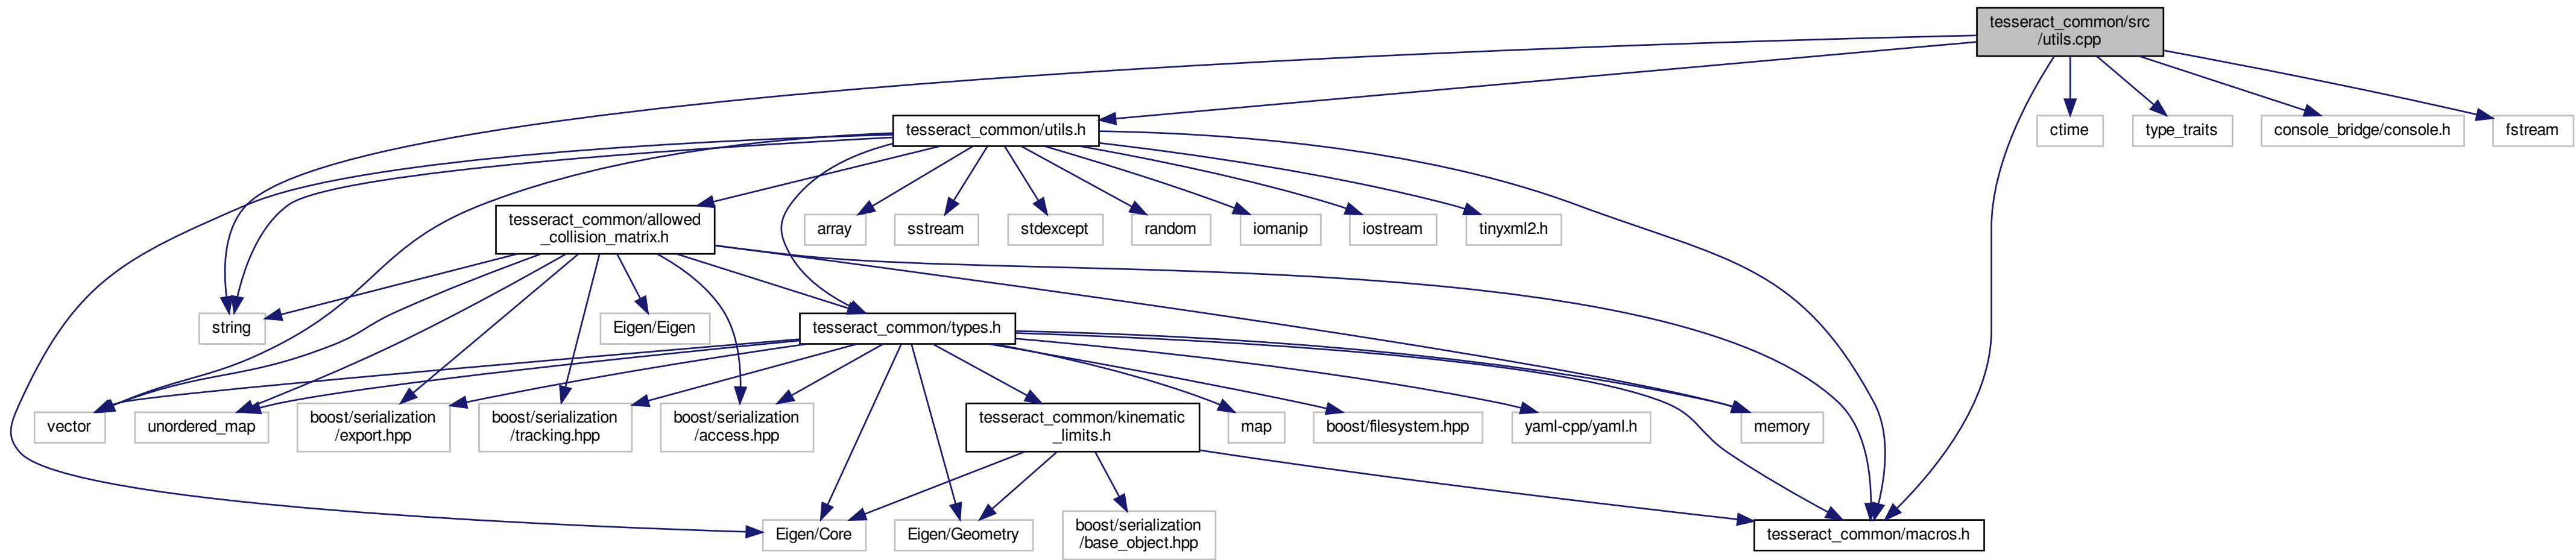 tesseract_common/src
/utils.cpp
tesseract_common/utils.h
ctime
type_traits
console_bridge/console.h
fstream
tesseract_common/allowed
_collision_matrix.h
array
sstream
stdexcept
random
iomanip
iostream
tinyxml2.h
string
Eigen/Eigen
tesseract_common/types.h
vector
unordered_map
boost/serialization
/export.hpp
boost/serialization
/tracking.hpp
boost/serialization
/access.hpp
tesseract_common/kinematic
_limits.h
map
boost/filesystem.hpp
yaml-cpp/yaml.h
memory
Eigen/Core
Eigen/Geometry
boost/serialization
/base_object.hpp
tesseract_common/macros.h